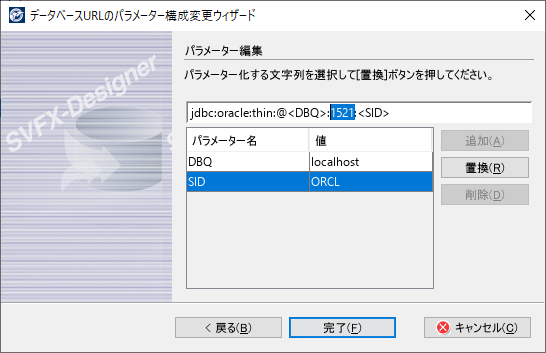 データベースURLのパラメーター構成変更ウィザード
SVFX-Designer
パラメーター編集
パラメーター化する文字列を選択して[置換]ボタンを押してください。
jdbc:oracle:thin:@<DBQ>:1521:<SID>
パラメーター名 値
DBQ localhost
SID ORCL
追加(A)
置換(R)
削除(D)
< 戻る(B)
完了(F)
キャンセル(C)